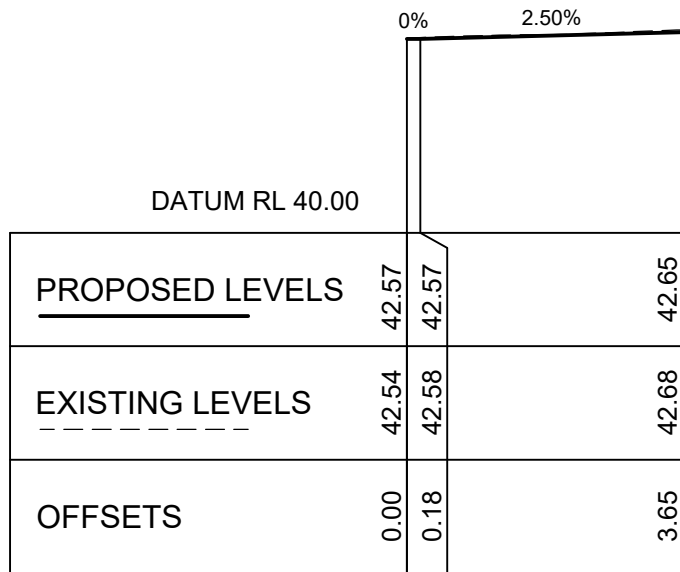 0% 2.50%
DATUM RL 40.00
PROPOSED LEVELS 42.57 42.57 42.65
EXISTING LEVELS 42.54 42.58 42.68
OFFSETS 0.00 0.18 3.65